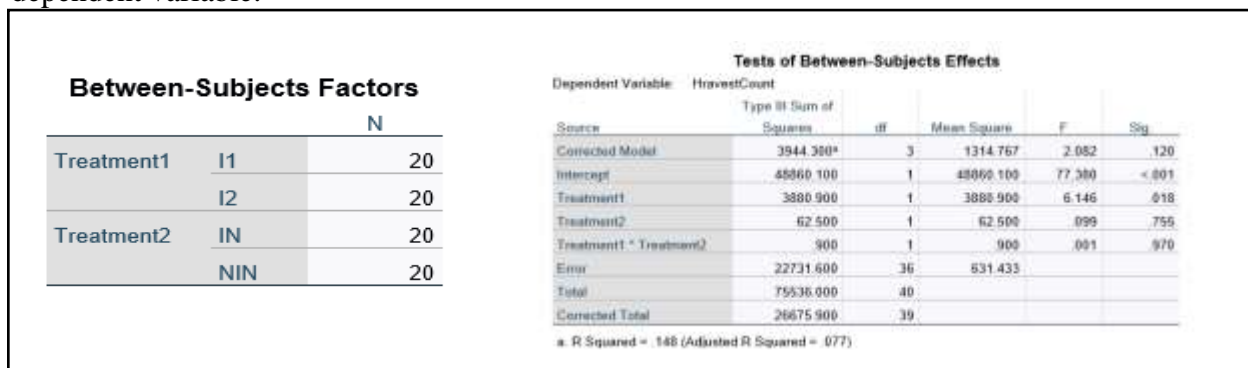 dependent variable.
Between-Subjects Factors
N
Treatment1 I1 20
I2 20
Treatment2 IN 20
NIN 20
Tests of Between-Subjects Effects
Dependent Variable: HravestCount
Type III Sum of
Source Squares df Mean Square F Sig.
Corrected Model 3944.300ᵃ 3 1314.767 2.082 .120
Intercept 48860.100 1 48860.100 77.380 <.001
Treatment1 3880.900 1 3880.900 6.146 .018
Treatment2 62.500 1 62.500 .099 .755
Treatment1 * Treatment2 .900 1 .900 .001 .970
Error 22731.600 36 631.433
Total 75536.000 40
Corrected Total 26675.900 39
a. R Squared = .148 (Adjusted R Squared = .077)